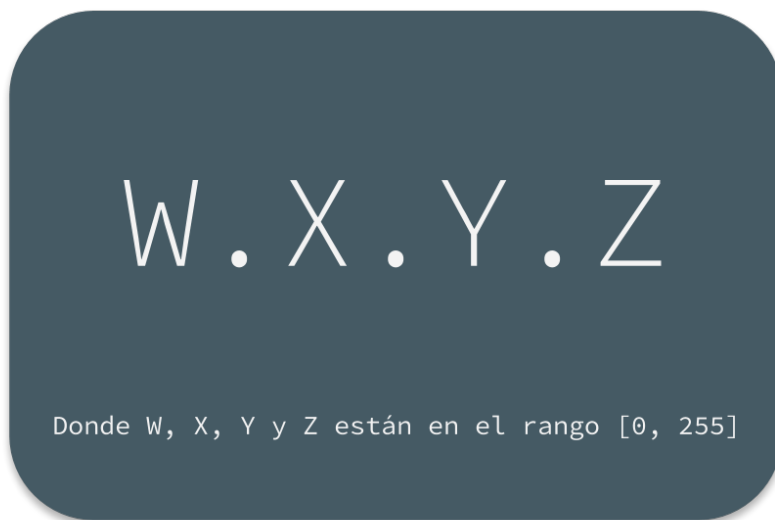 W.X.Y.Z
Donde W, X, Y y Z están en el rango [0, 255]